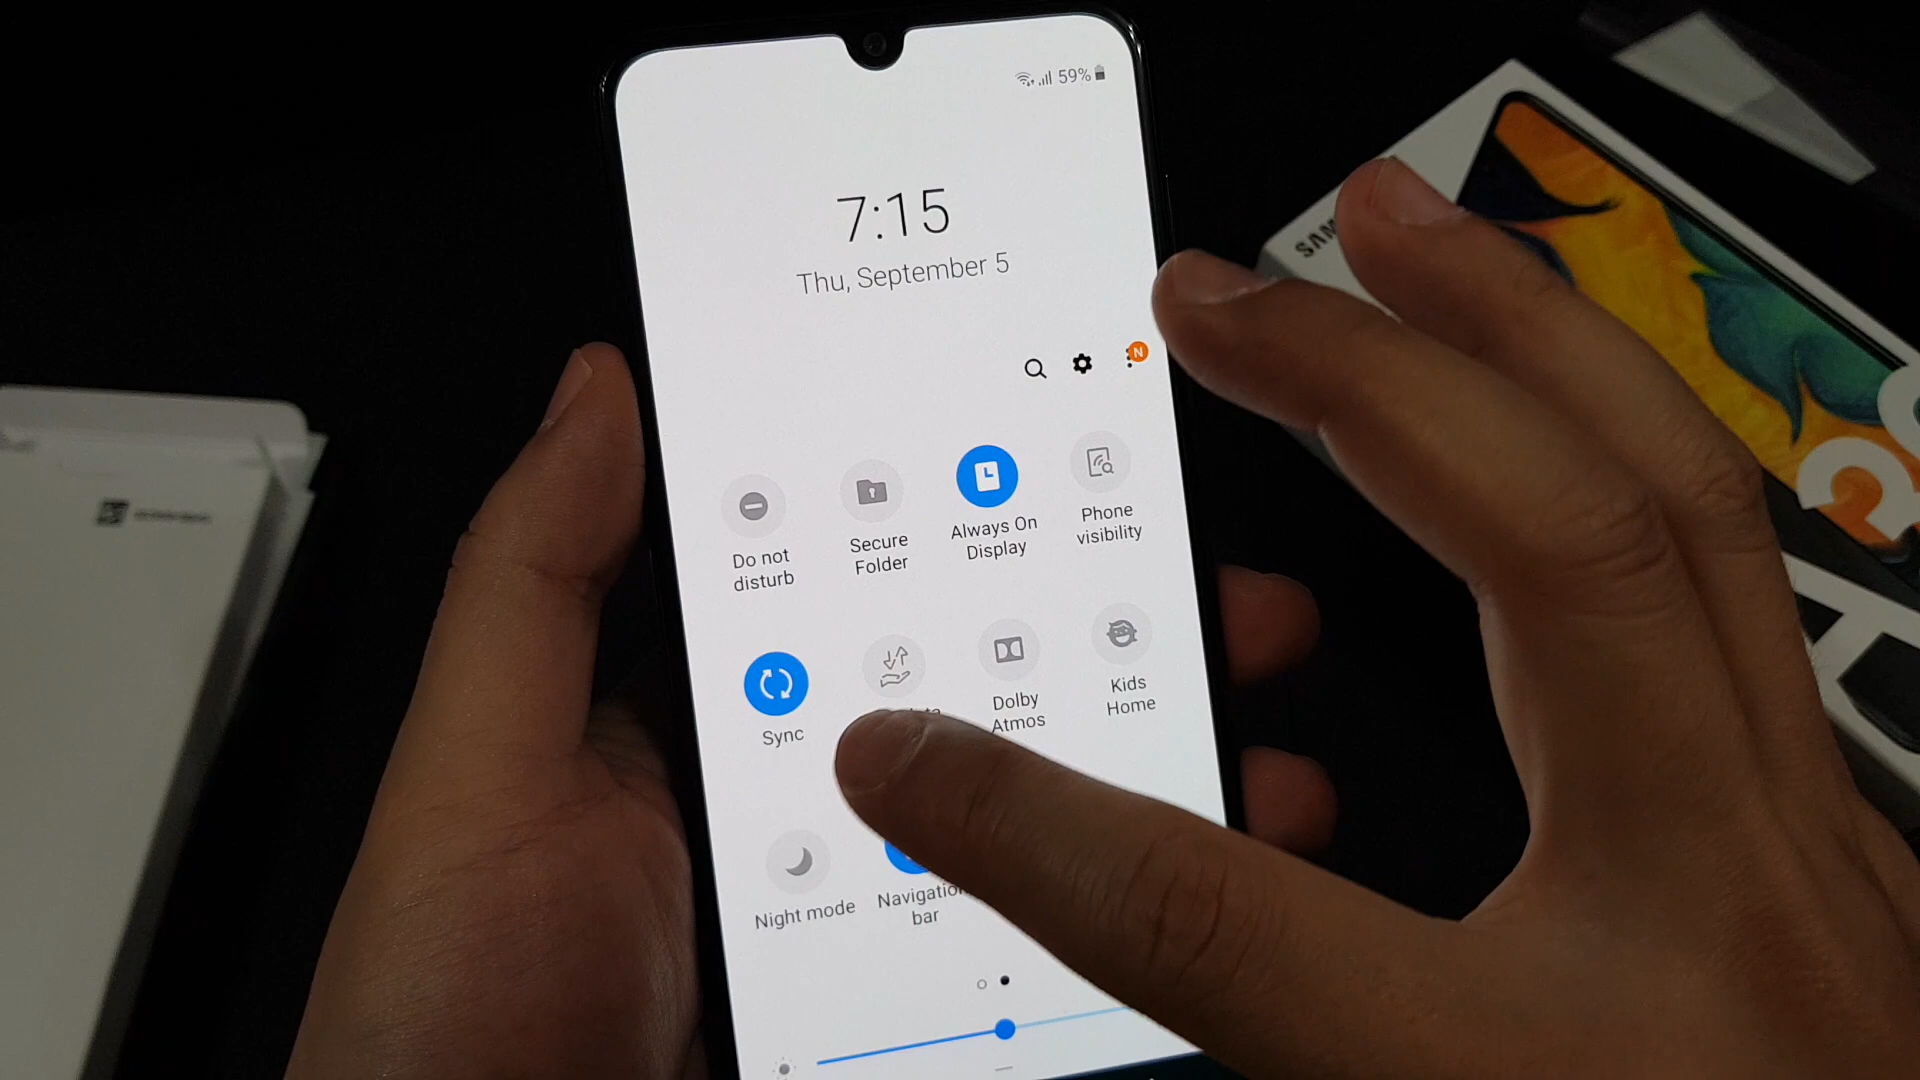 59%
7:15
Thu, September 5
N
Do not
disturb
Secure
Folder
Always On
Display
Phone
visibility
Sync
Dolby
Atmos
Kids
Home
Night mode
Navigation
bar
SAM